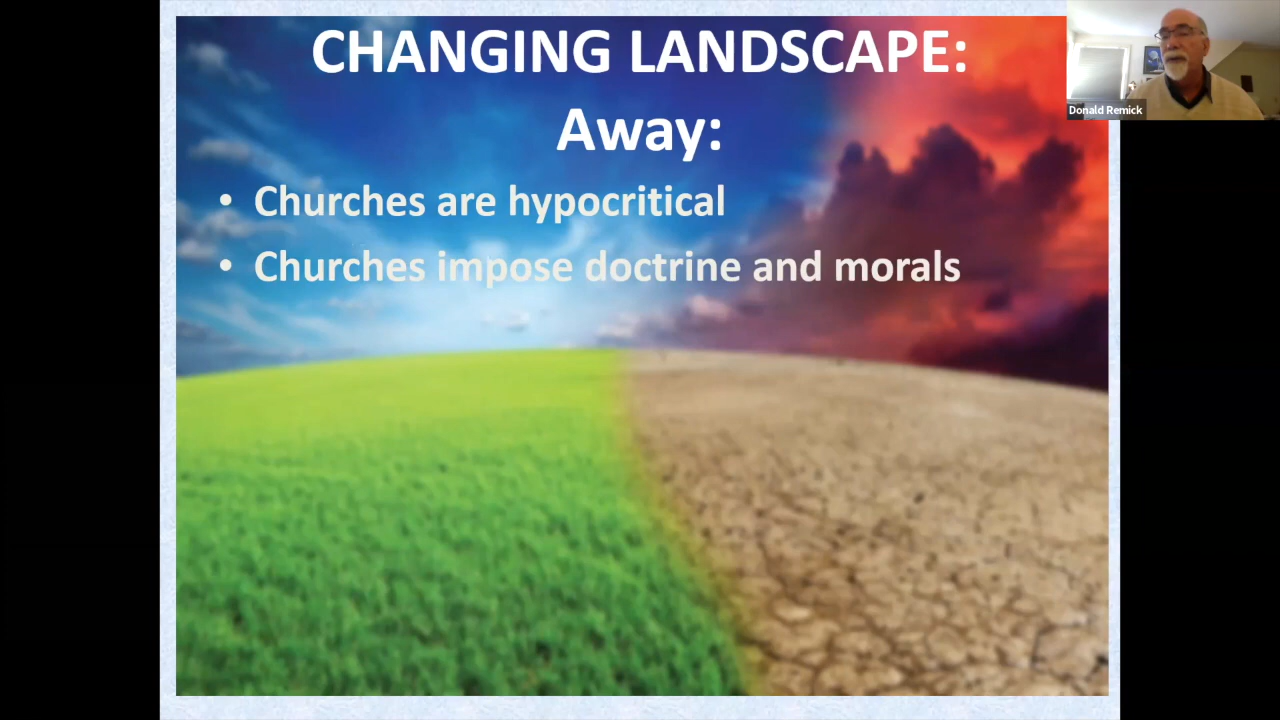 CHANGING LANDSCAPE:
Away:
• Churches are hypocritical
• Churches impose doctrine and morals
Donald Remick